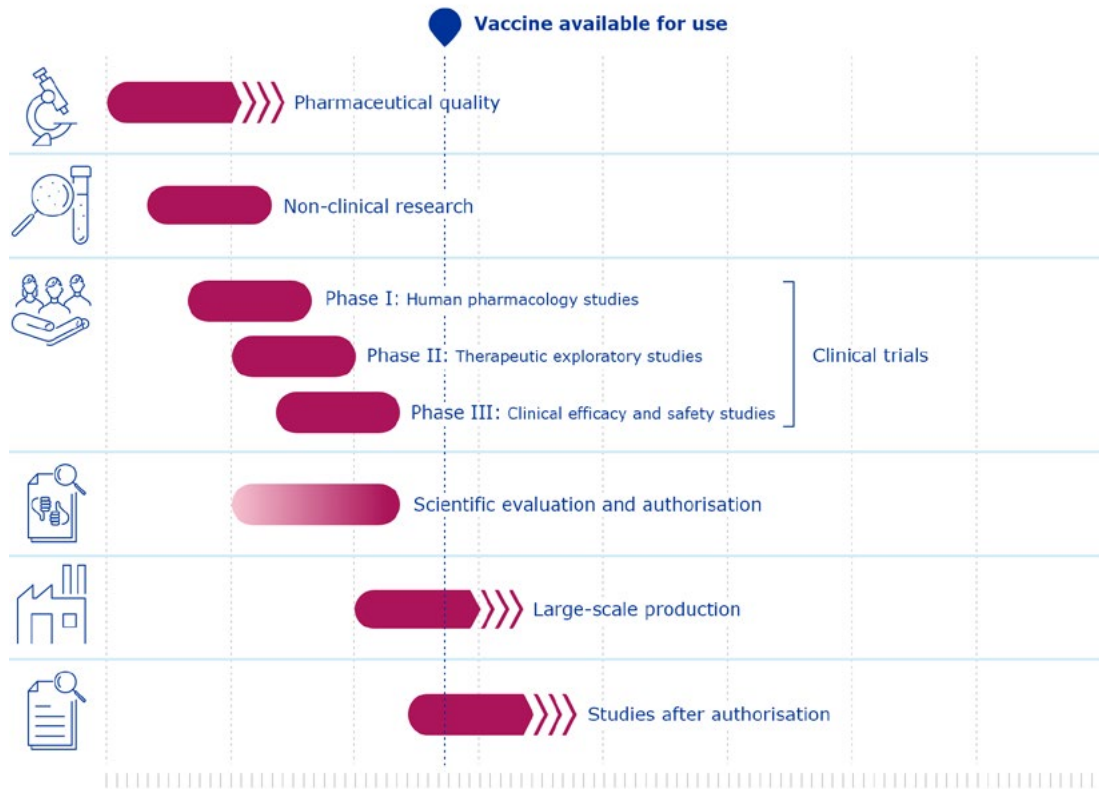 Vaccine available for use
Pharmaceutical quality
Non-clinical research
Phase I: Human pharmacology studies
Phase II: Therapeutic exploratory studies
Clinical trials
Phase III: Clinical efficacy and safety studies
Scientific evaluation and authorisation
Large-scale production
Studies after authorisation